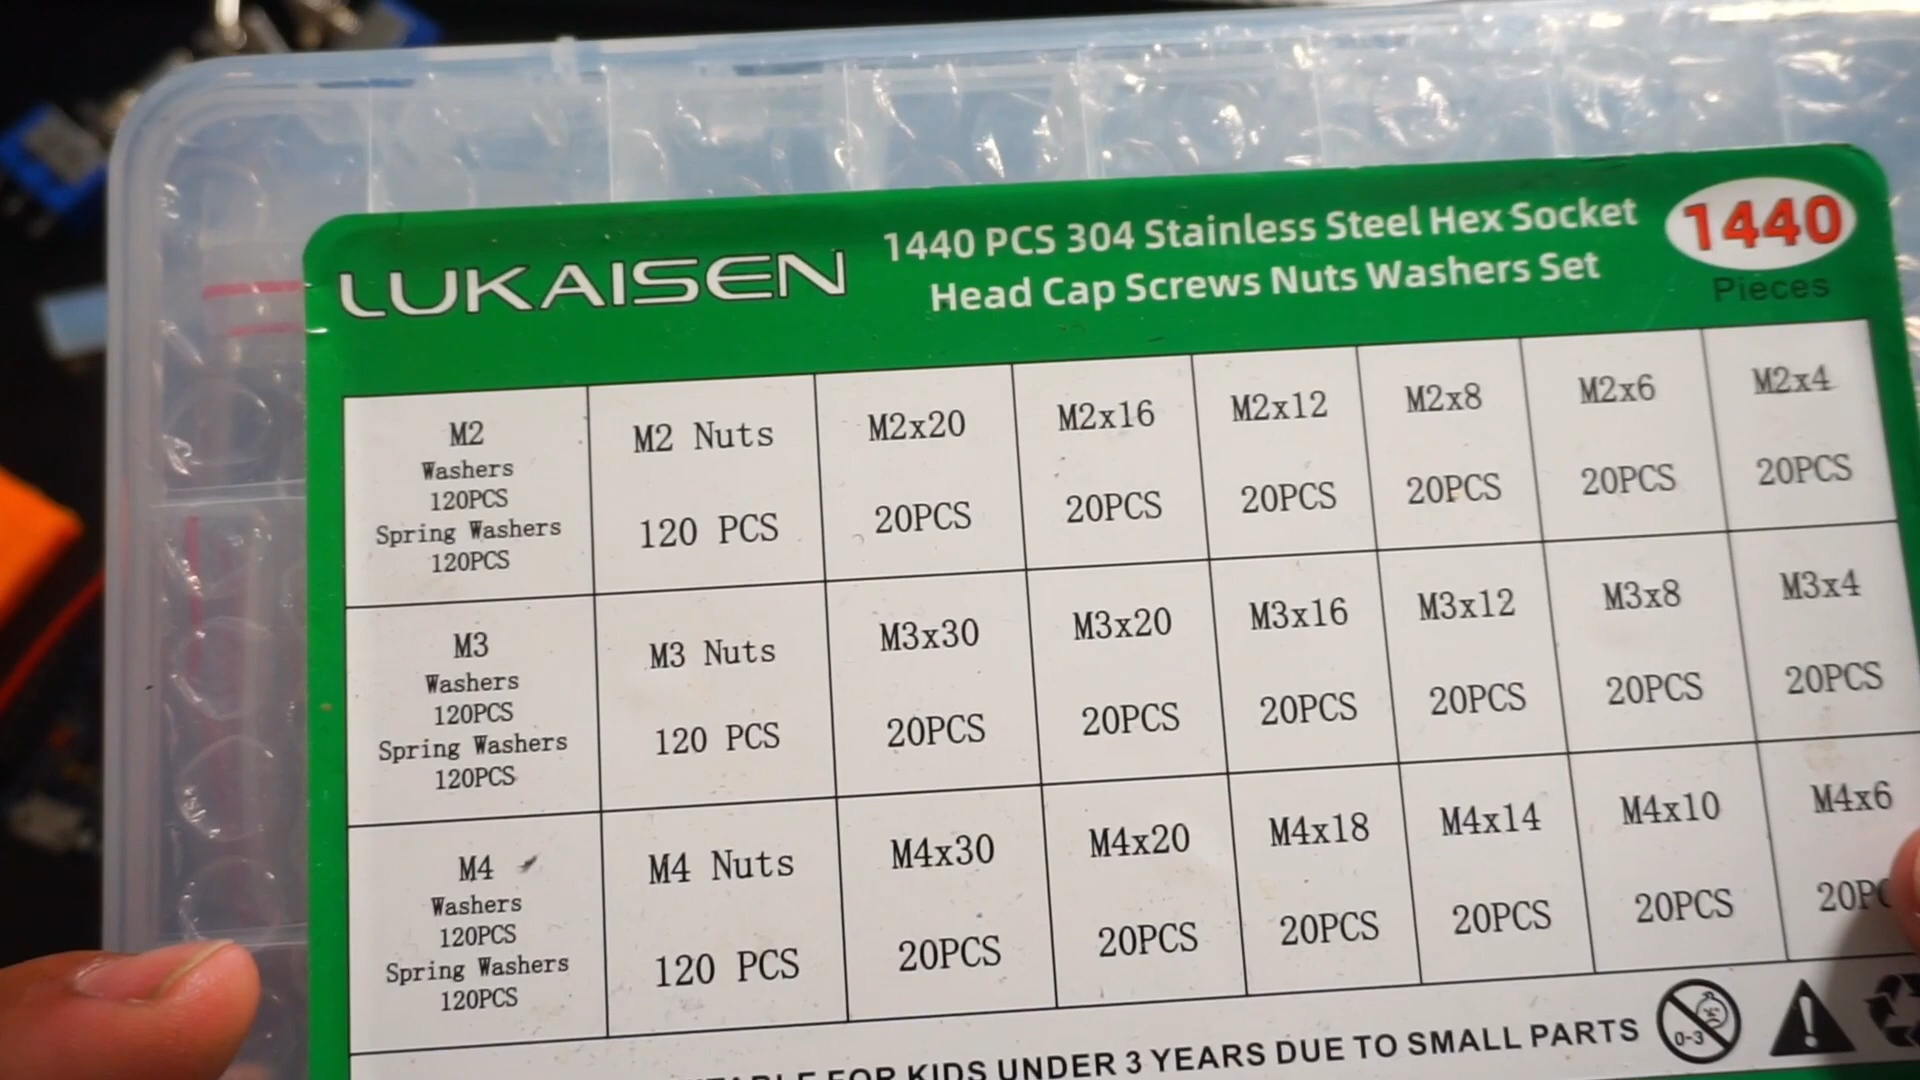 LUKAISEN
1440 PCS 304 Stainless Steel Hex Socket
Head Cap Screws Nuts Washers Set
1440
Pieces
M2
Washers
120PCS
Spring Washers
120PCS
M2 Nuts
120 PCS
M2x20
20PCS
M2x16
20PCS
M2x12
20PCS
M2x8
20PCS
M2x6
20PCS
M2x4
20PCS
M3
Washers
120PCS
Spring Washers
120PCS
M3 Nuts
120 PCS
M3x30
20PCS
M3x20
20PCS
M3x16
20PCS
M3x12
20PCS
M3x8
20PCS
M3x4
20PCS
M4
Washers
120PCS
Spring Washers
120PCS
M4 Nuts
120 PCS
M4x30
20PCS
M4x20
20PCS
M4x18
20PCS
M4x14
20PCS
M4x10
20PCS
M4x6
FOR KIDS UNDER 3 YEARS DUE TO SMALL PARTS
0-3